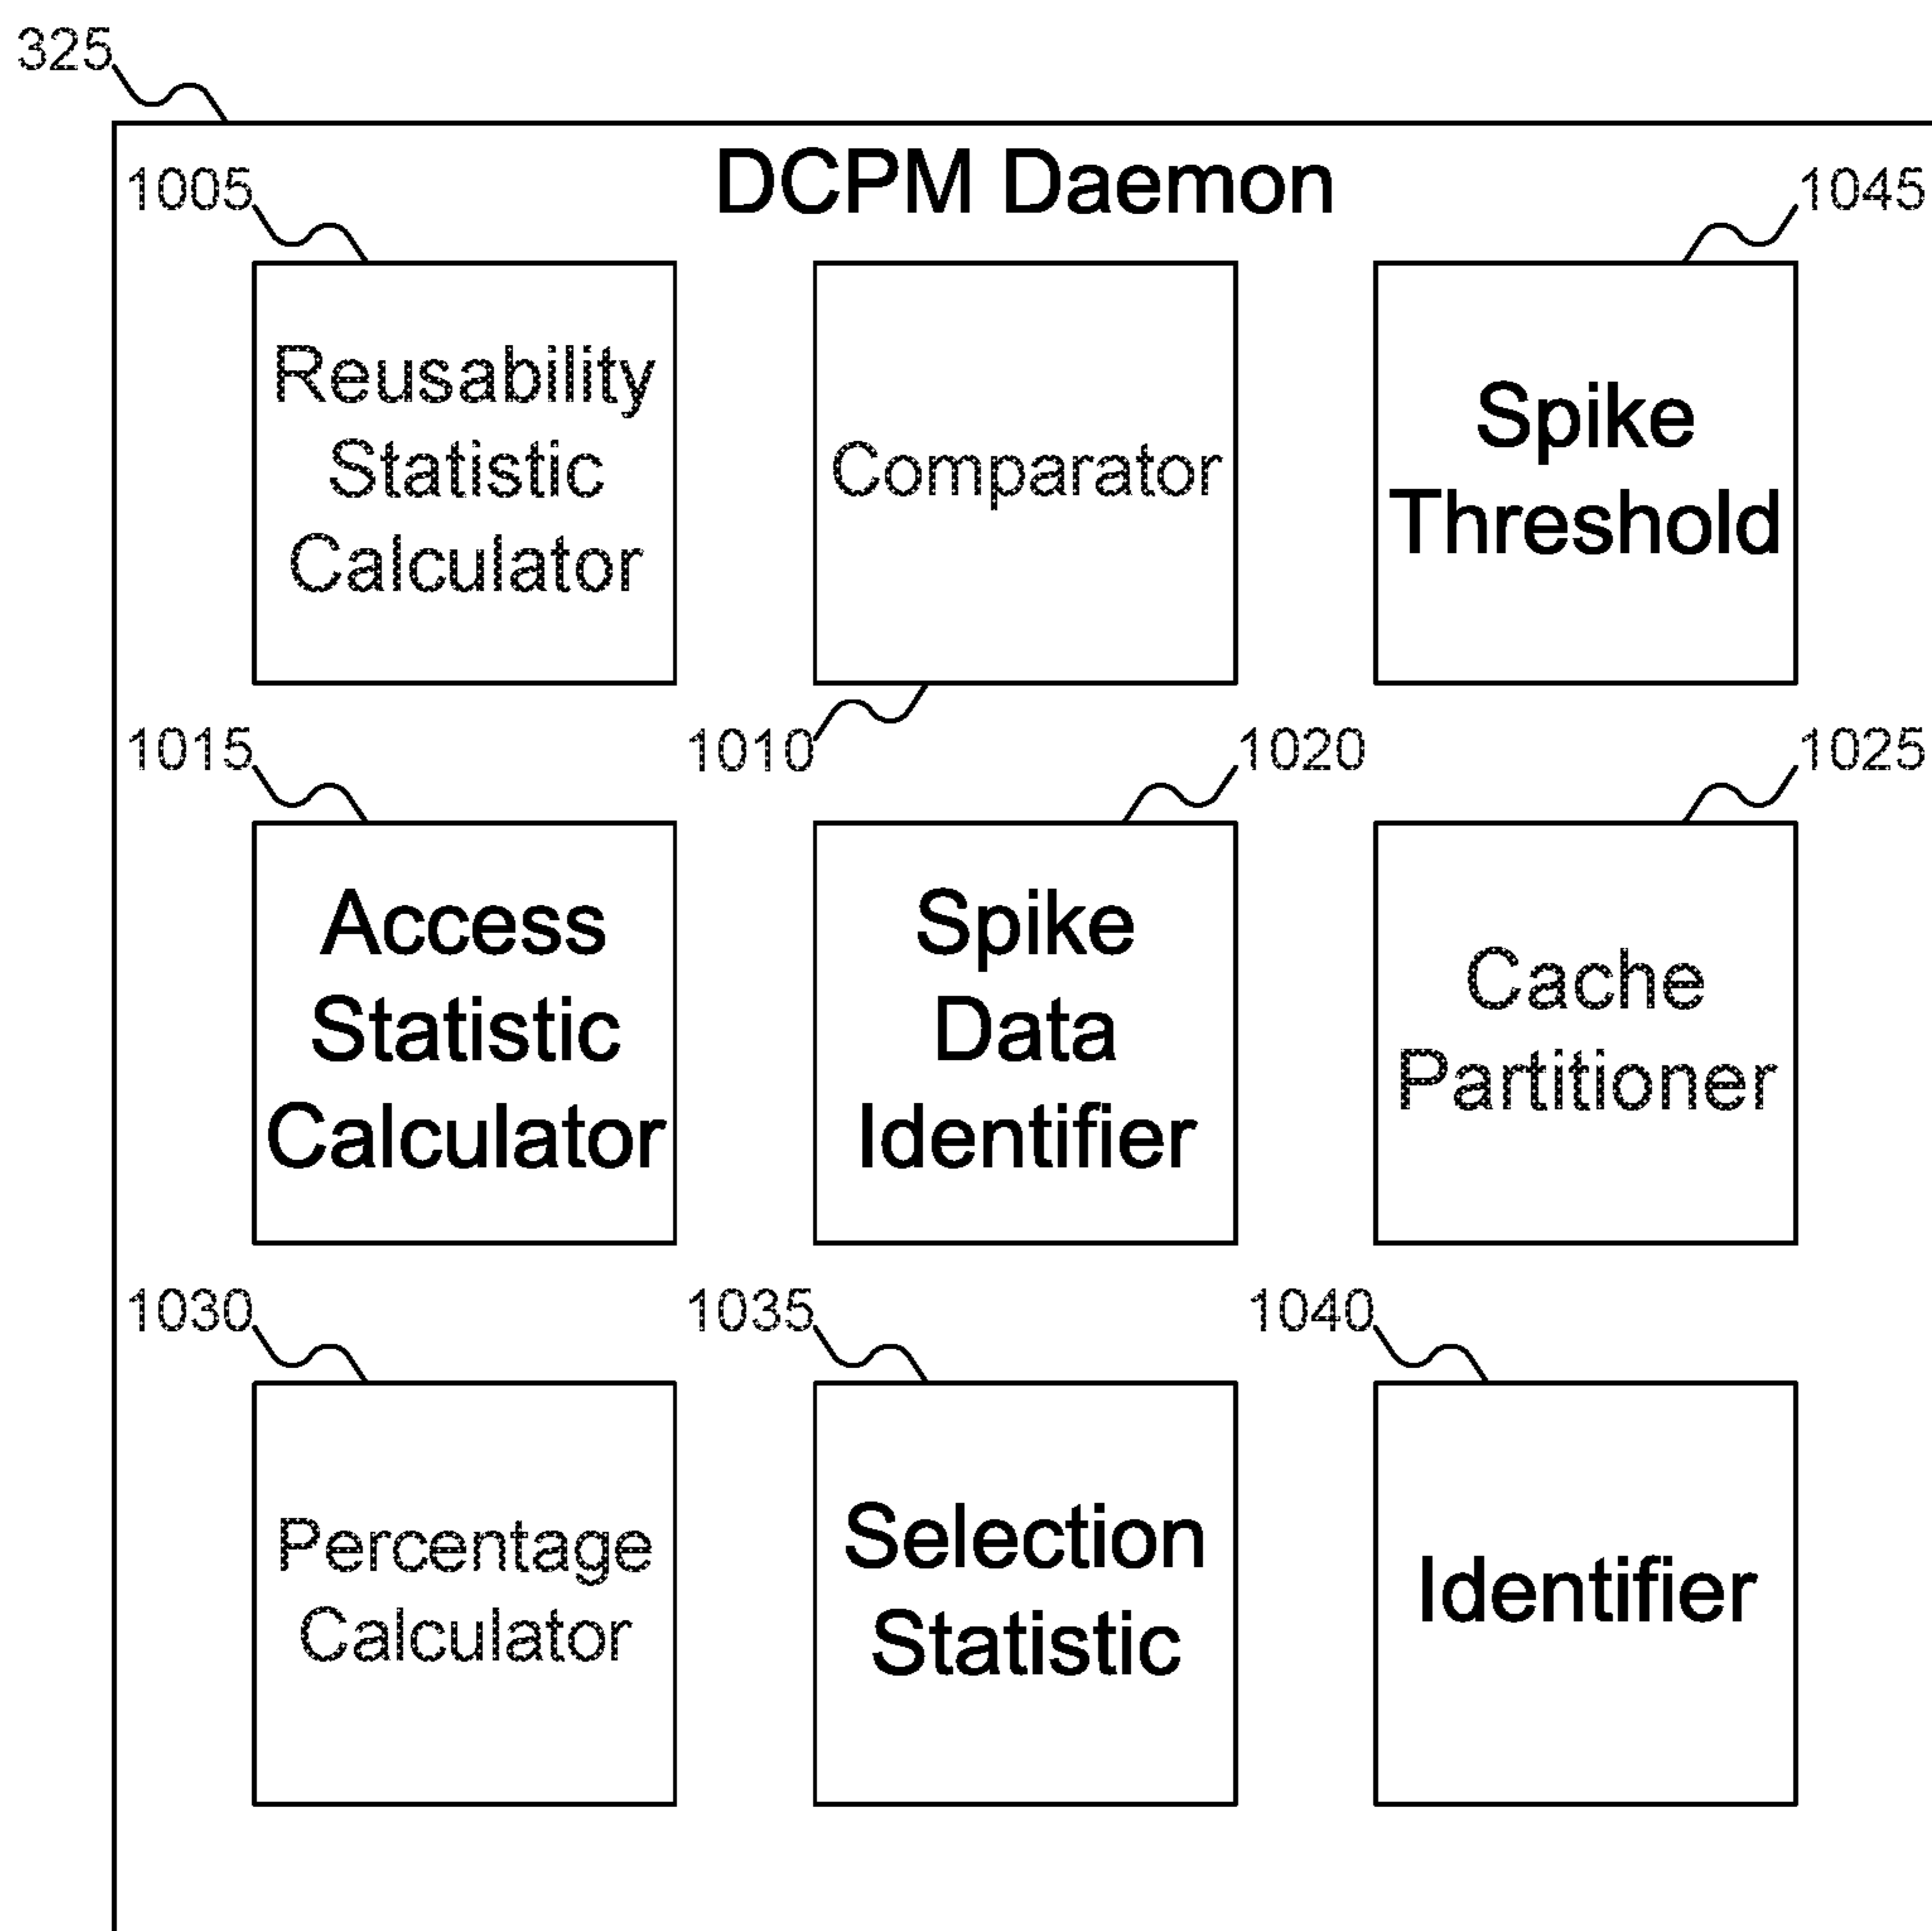 325
DCPM Daemon
1005
1045
Reusability
Statistic
Calculator
Comparator
Spike
Threshold
1010
1015
1020
1025
Access
Statistic
Calculator
Spike
Data
Identifier
Cache
Partitioner
1030
1035
1040
Percentage
Calculator
Selection
Statistic
Identifier